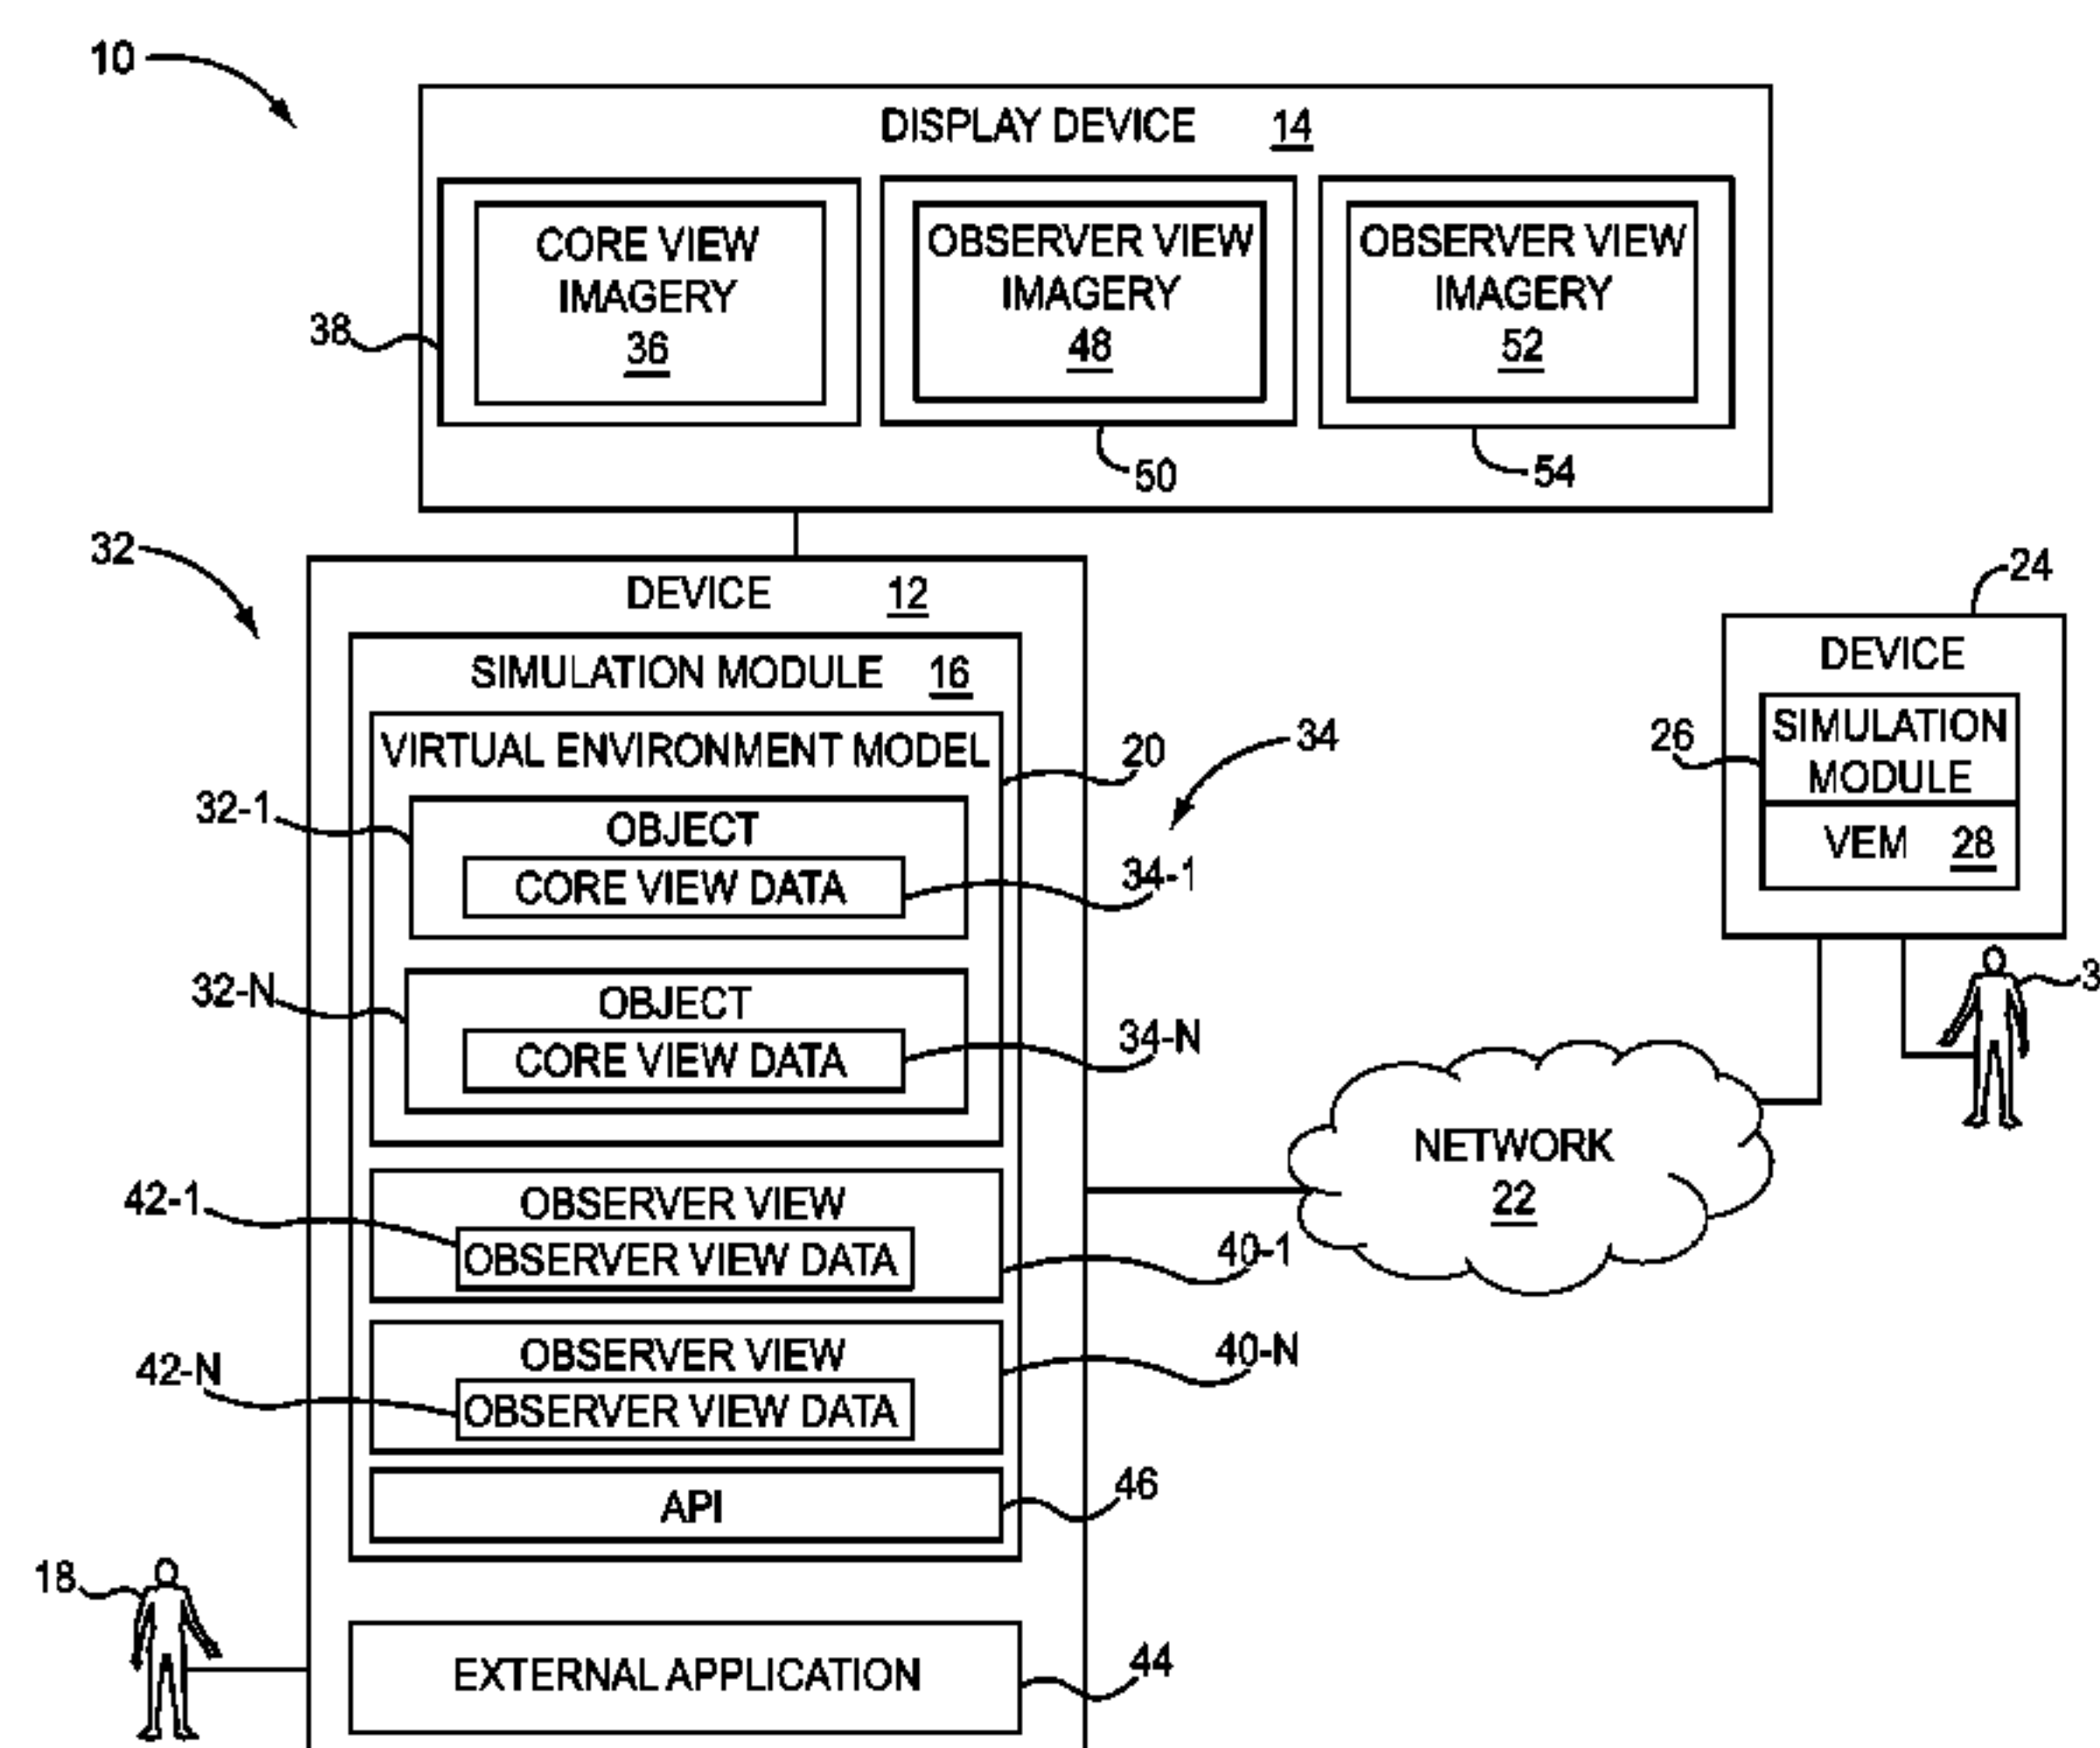 10
DISPLAY DEVICE 14
CORE VIEW
IMAGERY
36
OBSERVER VIEW
IMAGERY
48
OBSERVER VIEW
IMAGERY
52
38
50
54
32
DEVICE 12
24
DEVICE
SIMULATION MODULE 16
SIMULATION
MODULE
26
VEM 28
VIRTUAL ENVIRONMENT MODEL
20
34
32-1
OBJECT
CORE VIEW DATA
34-1
32-N
OBJECT
CORE VIEW DATA
34-N
3
NETWORK
22
42-1
OBSERVER VIEW
OBSERVER VIEW DATA
40-1
42-N
OBSERVER VIEW
OBSERVER VIEW DATA
40-N
API
46
18
EXTERNAL APPLICATION
44